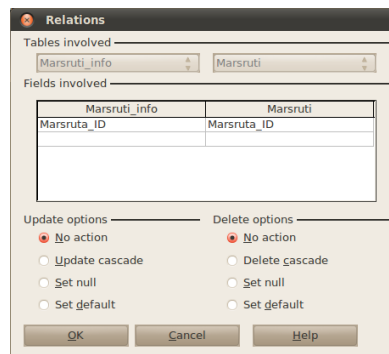 Relations
Tables involved
Marsruti_info Marsruti
Fields involved
Marsruti_info Marsruti
Marsruta_ID Marsruta_ID
Update options Delete options
No action No action
Update cascade Delete cascade
Set null Set null
Set default Set default
OK Cancel Help